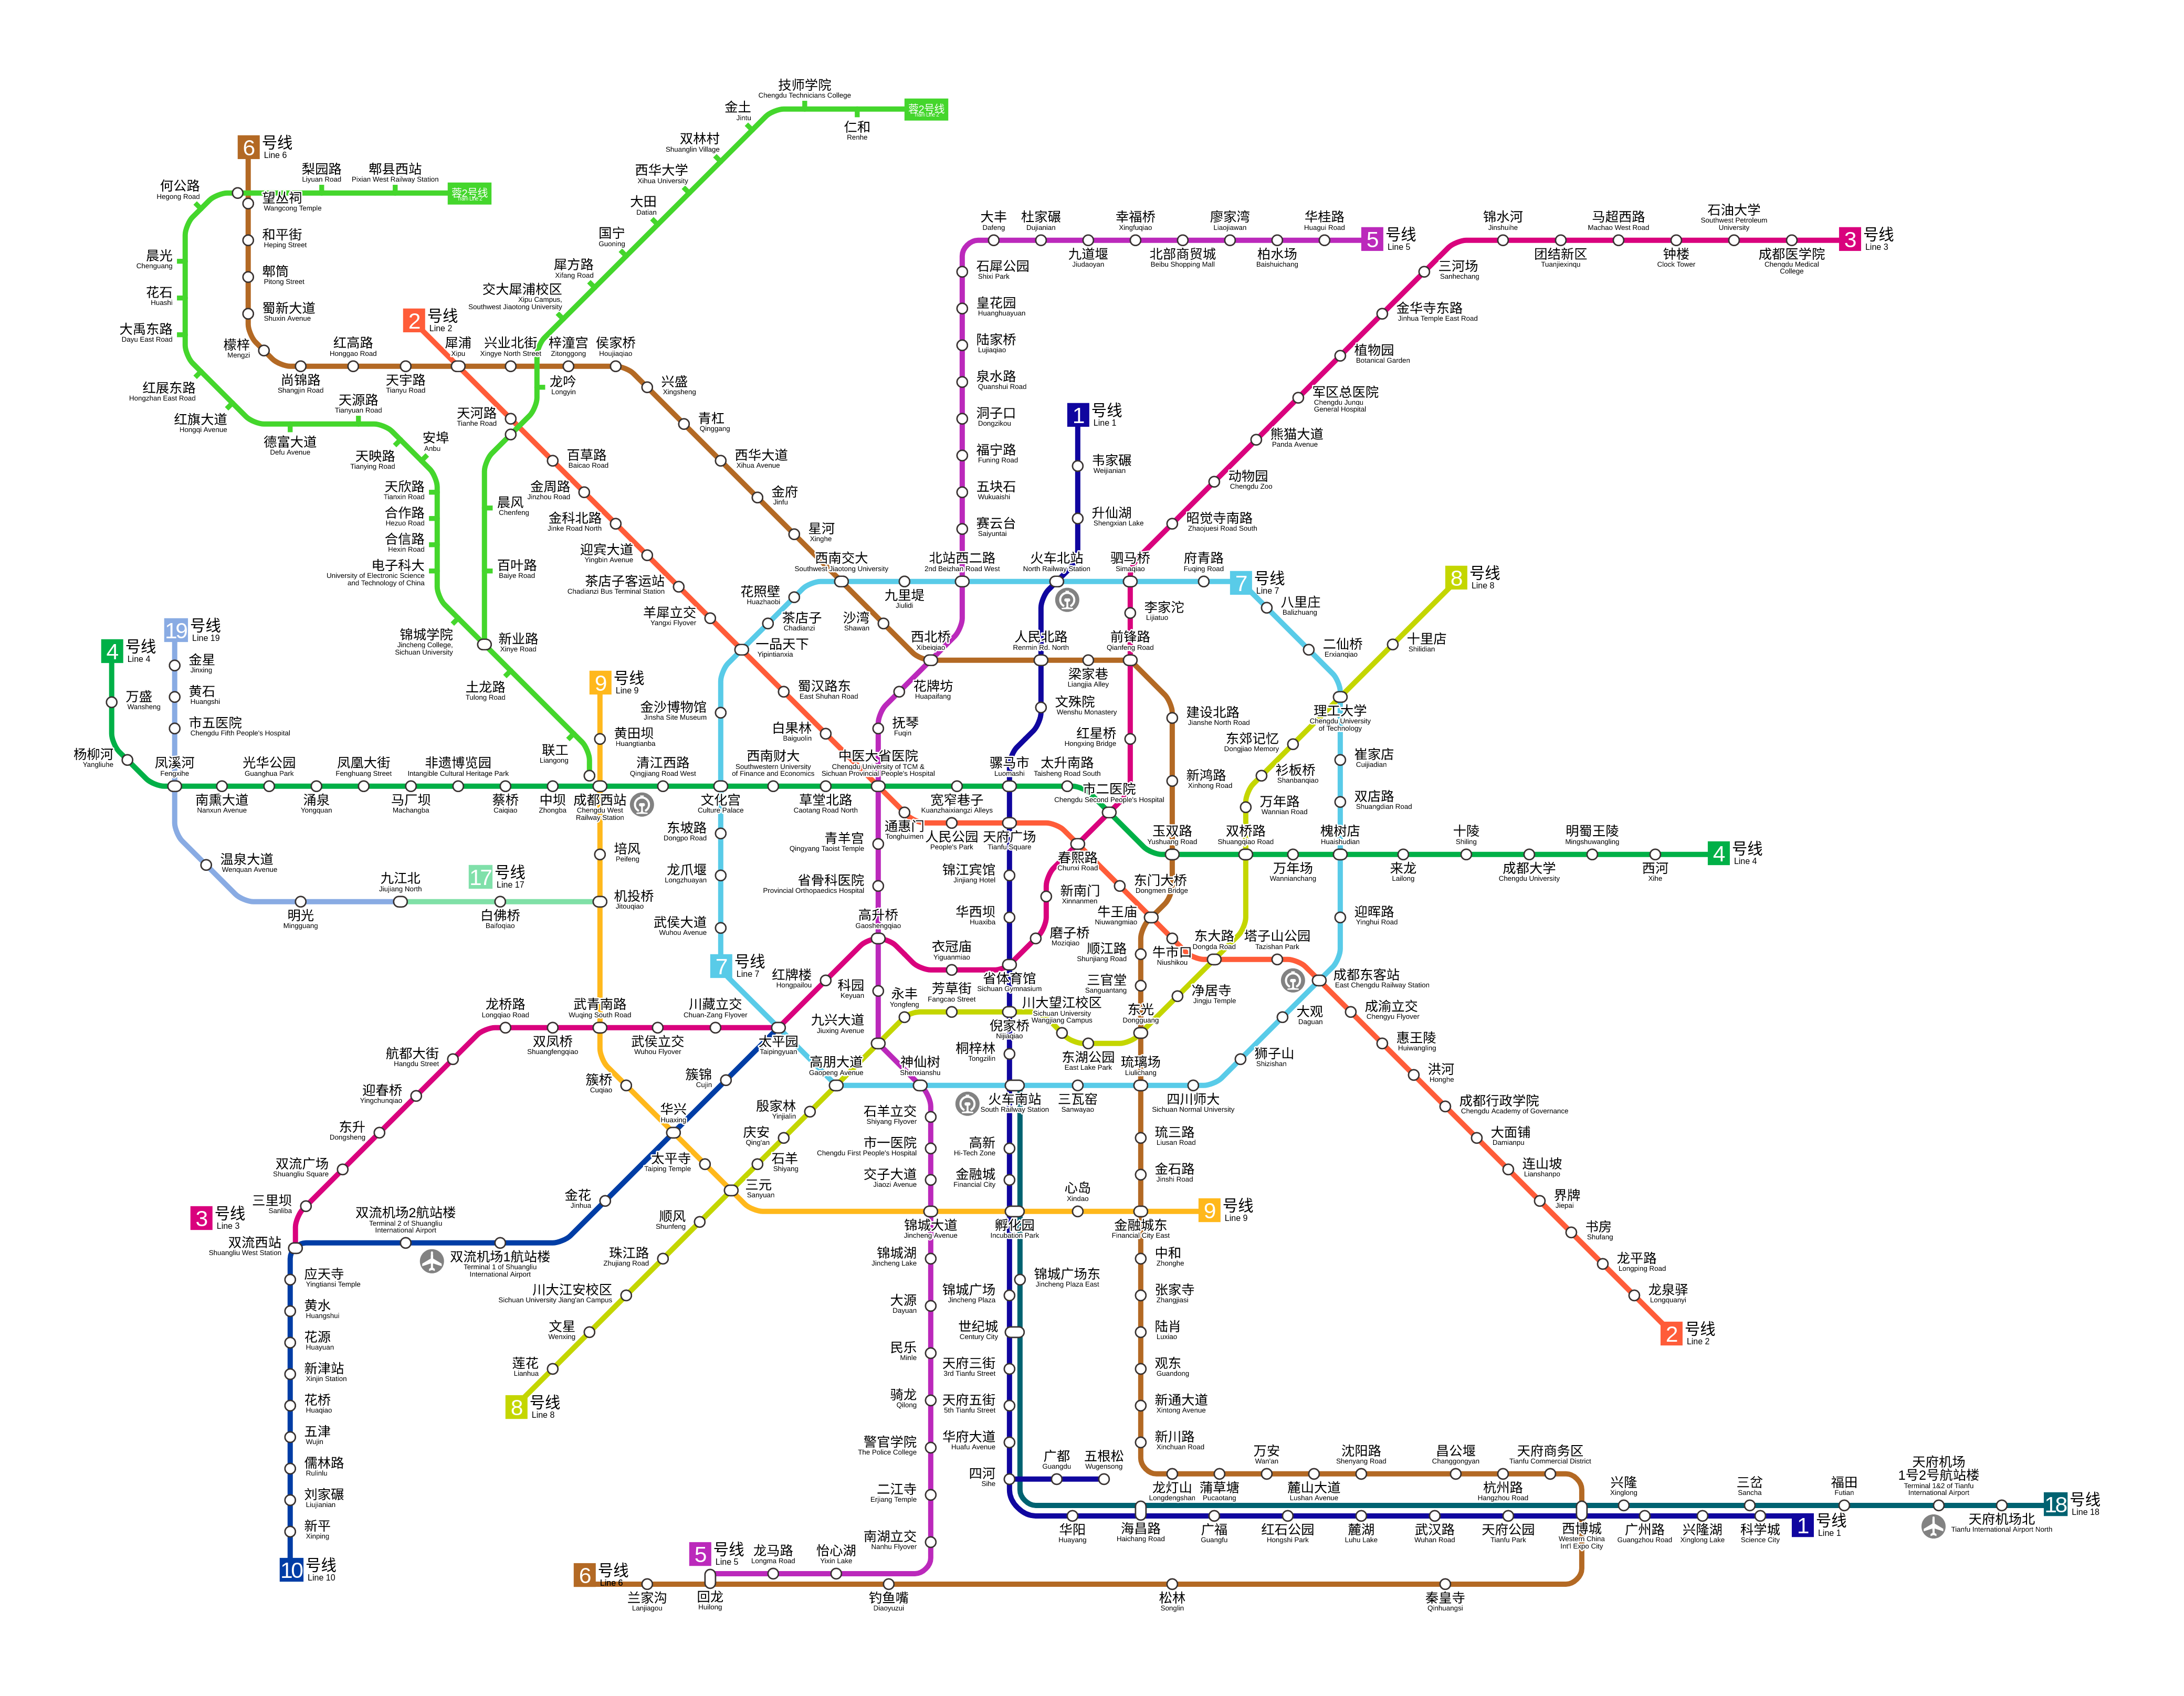 技师学院
Chengdu Technicians College
金土
Jintu
蓉2号线
仁和
Renhe
双林村
Shuanglin Village
西华大学
Xihua University
大田
Datian
国宁
Guoning
犀方路
Xifang Road
交大犀浦校区
Xipu Campus,
Southwest Jiaotong University
6
号线
Line 6
梨园路
Liyuan Road
郫县西站
Pixian West Railway Station
蓉2号线
何公路
Hegong Road
望丛祠
Wangcong Temple
和平街
Heping Street
郫筒
Pitong Street
蜀新大道
Shuxin Avenue
檬梓
Mengzi
晨光
Chenguang
花石
Huashi
大禹东路
Dayu East Road
红展东路
Hongzhan East Road
红旗大道
Hongqi Avenue
德富大道
Defu Avenue
天源路
Tianyuan Road
天映路
Tianying Road
安埠
Anbu
天欣路
Tianxin Road
合作路
Hezuo Road
合信路
Hexin Road
电子科大
University of Electronic Science
and Technology of China
锦城学院
Jincheng College,
Sichuan University
新业路
Xinye Road
土龙路
Tulong Road
联工
Liangong
龙吟
Longyin
晨风
Chenfeng
百叶路
Baiye Road
尚锦路
Shangjin Road
红高路
Honggao Road
天宇路
Tianyu Road
2
号线
Line 2
犀浦
Xipu
兴业北街
Xingye North Street
梓潼宫
Zitonggong
侯家桥
Houjiaqiao
兴盛
Xingsheng
青杠
Qinggang
西华大道
Xihua Avenue
金府
Jinfu
星河
Xinghe
西南交大
Southwest Jiaotong University
沙湾
Shawan
西北桥
Xibeiqiao
人民北路
Renmin Rd. North
梁家巷
Liangjia Alley
前锋路
Qianfeng Road
天河路
Tianhe Road
百草路
Baicao Road
金周路
Jinzhou Road
金科北路
Jinke Road North
迎宾大道
Yingbin Avenue
茶店子客运站
Chadianzi Bus Terminal Station
羊犀立交
Yangxi Flyover
一品天下
Yipintianxia
蜀汉路东
East Shuhan Road
白果林
Baiguolin
中医大省医院
Chengdu University of TCM &
Sichuan Provincial People's Hospital
通惠门
Tonghuimen
人民公园
People's Park
天府广场
Tianfu Square
春熙路
Chunxi Road
东门大桥
Dongmen Bridge
牛王庙
Niuwangmiao
牛市口
Niushikou
东大路
Dongda Road
塔子山公园
Tazishan Park
成都东客站
East Chengdu Railway Station
成渝立交
Chengyu Flyover
惠王陵
Huiwangling
洪河
Honghe
成都行政学院
Chengdu Academy of Governance
大面铺
Damianpu
连山坡
Lianshanpo
界牌
Jiepai
书房
Shufang
龙平路
Longping Road
龙泉驿
Longquanyi
2
号线
Line 2
大丰
Dafeng
杜家碾
Dujianian
九道堰
Jiudaoyan
幸福桥
Xingfuqiao
北部商贸城
Beibu Shopping Mall
廖家湾
Liaojiawan
柏水场
Baishuichang
华桂路
Huagui Road
5
号线
Line 5
石犀公园
Shixi Park
皇花园
Huanghuayuan
陆家桥
Lujiaqiao
泉水路
Quanshui Road
洞子口
Dongzikou
福宁路
Funing Road
五块石
Wukuaishi
赛云台
Saiyuntai
北站西二路
2nd Beizhan Road West
花牌坊
Huapaifang
抚琴
Fuqin
青羊宫
Qingyang Taoist Temple
省骨科医院
Provincial Orthopaedics Hospital
高升桥
Gaoshengqiao
科园
Keyuan
九兴大道
Jiuxing Avenue
神仙树
Shenxianshu
石羊立交
Shiyang Flyover
市一医院
Chengdu First People's Hospital
交子大道
Jiaozi Avenue
锦城大道
Jincheng Avenue
锦城湖
Jincheng Lake
大源
Dayuan
民乐
Minle
骑龙
Qilong
警官学院
The Police College
二江寺
Erjiang Temple
南湖立交
Nanhu Flyover
5
号线
Line 5
龙马路
Longma Road
怡心湖
Yixin Lake
回龙
Huilong
锦水河
Jinshuihe
团结新区
Tuanjiexinqu
马超西路
Machao West Road
钟楼
Clock Tower
石油大学
Southwest Petroleum
University
成都医学院
Chengdu Medical
College
3
号线
Line 3
三河场
Sanhechang
金华寺东路
Jinhua Temple East Road
植物园
Botanical Garden
军区总医院
Chengdu Junqu
General Hospital
熊猫大道
Panda Avenue
动物园
Chengdu Zoo
昭觉寺南路
Zhaojuesi Road South
驷马桥
Simaqiao
李家沱
Lijiatuo
红星桥
Hongxing Bridge
市二医院
Chengdu Second People's Hospital
新南门
Xinnanmen
磨子桥
Moziqiao
省体育馆
Sichuan Gymnasium
衣冠庙
Yiguanmiao
红牌楼
Hongpailou
太平园
Taipingyuan
川藏立交
Chuan-Zang Flyover
武侯立交
Wuhou Flyover
武青南路
Wuqing South Road
双凤桥
Shuangfengqiao
龙桥路
Longqiao Road
航都大街
Hangdu Street
迎春桥
Yingchunqiao
东升
Dongsheng
双流广场
Shuangliu Square
三里坝
Sanliba
3
号线
Line 3
双流西站
Shuangliu West Station
1
号线
Line 1
韦家碾
Weijianian
升仙湖
Shengxian Lake
火车北站
North Railway Station
文殊院
Wenshu Monastery
骡马市
Luomashi
锦江宾馆
Jinjiang Hotel
华西坝
Huaxiba
倪家桥
Nijiaqiao
桐梓林
Tongzilin
火车南站
South Railway Station
高新
Hi-Tech Zone
金融城
Financial City
孵化园
Incubation Park
锦城广场
Jincheng Plaza
锦城广场东
Jincheng Plaza East
世纪城
Century City
天府三街
3rd Tianfu Street
天府五街
5th Tianfu Street
华府大道
Huafu Avenue
四河
Sihe
广都
Guangdu
五根松
Wugensong
华阳
Huayang
海昌路
Haichang Road
广福
Guangfu
红石公园
Hongshi Park
麓湖
Luhu Lake
武汉路
Wuhan Road
天府公园
Tianfu Park
西博城
Western China
Int'l Expo City
广州路
Guangzhou Road
兴隆湖
Xinglong Lake
科学城
Science City
1
号线
Line 1
兴隆
Xinglong
三岔
Sancha
福田
Futian
天府机场
1号2号航站楼
Terminal 1&2 of Tianfu
International Airport
天府机场北
Tianfu International Airport North
18
号线
Line 18
花照壁
Huazhaobi
茶店子
Chadianzi
九里堤
Jiulidi
府青路
Fuqing Road
7
号线
Line 7
八里庄
Balizhuang
二仙桥
Erxianqiao
理工大学
Chengdu University
of Technology
崔家店
Cuijiadian
双店路
Shuangdian Road
槐树店
Huaishudian
迎晖路
Yinghui Road
大观
Daguan
狮子山
Shizishan
四川师大
Sichuan Normal University
琉璃场
Liulichang
三瓦窑
Sanwayao
高朋大道
Gaopeng Avenue
7
号线
Line 7
武侯大道
Wuhou Avenue
龙爪堰
Longzhuayan
东坡路
Dongpo Road
文化宫
Culture Palace
金沙博物馆
Jinsha Site Museum
8
号线
Line 8
十里店
Shilidian
东郊记忆
Dongjiao Memory
衫板桥
Shanbanqiao
万年路
Wannian Road
双桥路
Shuangqiao Road
净居寺
Jingju Temple
东光
Dongguang
东湖公园
East Lake Park
川大望江校区
Sichuan University
Wangjiang Campus
芳草街
Fangcao Street
永丰
Yongfeng
殷家林
Yinjialin
庆安
Qing'an
石羊
Shiyang
三元
Sanyuan
顺风
Shunfeng
珠江路
Zhujiang Road
川大江安校区
Sichuan University Jiang'an Campus
文星
Wenxing
莲花
Lianhua
8
号线
Line 8
建设北路
Jianshe North Road
新鸿路
Xinhong Road
玉双路
Yushuang Road
顺江路
Shunjiang Road
三官堂
Sanguantang
琉三路
Liusan Road
金石路
Jinshi Road
金融城东
Financial City East
中和
Zhonghe
张家寺
Zhangjiasi
陆肖
Luxiao
观东
Guandong
新通大道
Xintong Avenue
新川路
Xinchuan Road
龙灯山
Longdengshan
蒲草塘
Pucaotang
万安
Wan'an
麓山大道
Lushan Avenue
沈阳路
Shenyang Road
昌公堰
Changgongyan
杭州路
Hangzhou Road
天府商务区
Tianfu Commercial District
秦皇寺
Qinhuangsi
松林
Songlin
钓鱼嘴
Diaoyuzui
兰家沟
Lanjiagou
6
号线
Line 6
4
号线
Line 4
万盛
Wansheng
杨柳河
Yangliuhe
凤溪河
Fengxihe
南熏大道
Nanxun Avenue
光华公园
Guanghua Park
涌泉
Yongquan
凤凰大街
Fenghuang Street
马厂坝
Machangba
非遗博览园
Intangible Cultural Heritage Park
蔡桥
Caiqiao
中坝
Zhongba
成都西站
Chengdu West
Railway Station
清江西路
Qingjiang Road West
西南财大
Southwestern University
of Finance and Economics
草堂北路
Caotang Road North
宽窄巷子
Kuanzhaixiangzi Alleys
太升南路
Taisheng Road South
万年场
Wannianchang
来龙
Lailong
十陵
Shiling
成都大学
Chengdu University
明蜀王陵
Mingshuwangling
西河
Xihe
4
号线
Line 4
19
号线
Line 19
金星
Jinxing
黄石
Huangshi
市五医院
Chengdu Fifth People's Hospital
温泉大道
Wenquan Avenue
明光
Mingguang
九江北
Jiujiang North
17
号线
Line 17
白佛桥
Baifoqiao
机投桥
Jitouqiao
9
号线
Line 9
黄田坝
Huangtianba
培风
Peifeng
簇桥
Cuqiao
华兴
Huaxing
太平寺
Taiping Temple
心岛
Xindao
9
号线
Line 9
簇锦
Cujin
金花
Jinhua
双流机场2航站楼
Terminal 2 of Shuangliu
International Airport
双流机场1航站楼
Terminal 1 of Shuangliu
International Airport
应天寺
Yingtiansi Temple
黄水
Huangshui
花源
Huayuan
新津站
Xinjin Station
花桥
Huaqiao
五津
Wujin
儒林路
Rulinlu
刘家碾
Liujianian
新平
Xinping
10
号线
Line 10